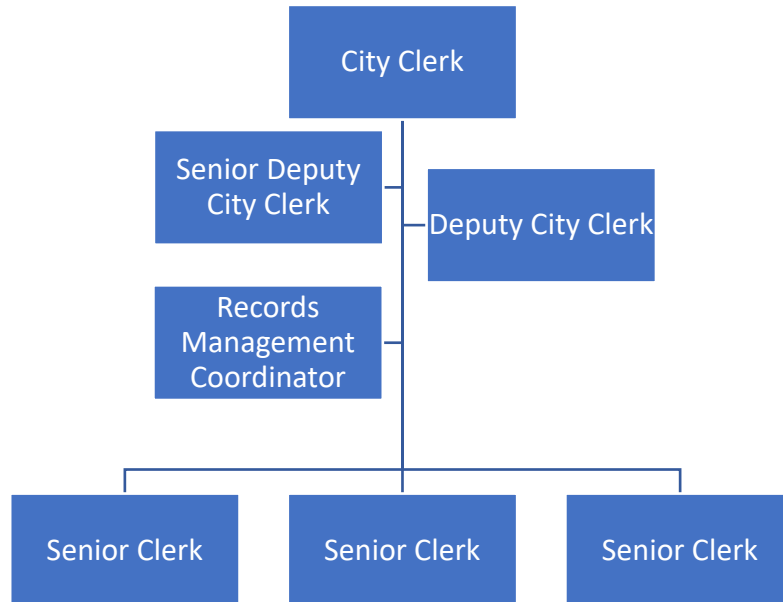 City Clerk
Senior Deputy
City Clerk
Deputy City Clerk
Records
Management
Coordinator
Senior Clerk
Senior Clerk
Senior Clerk